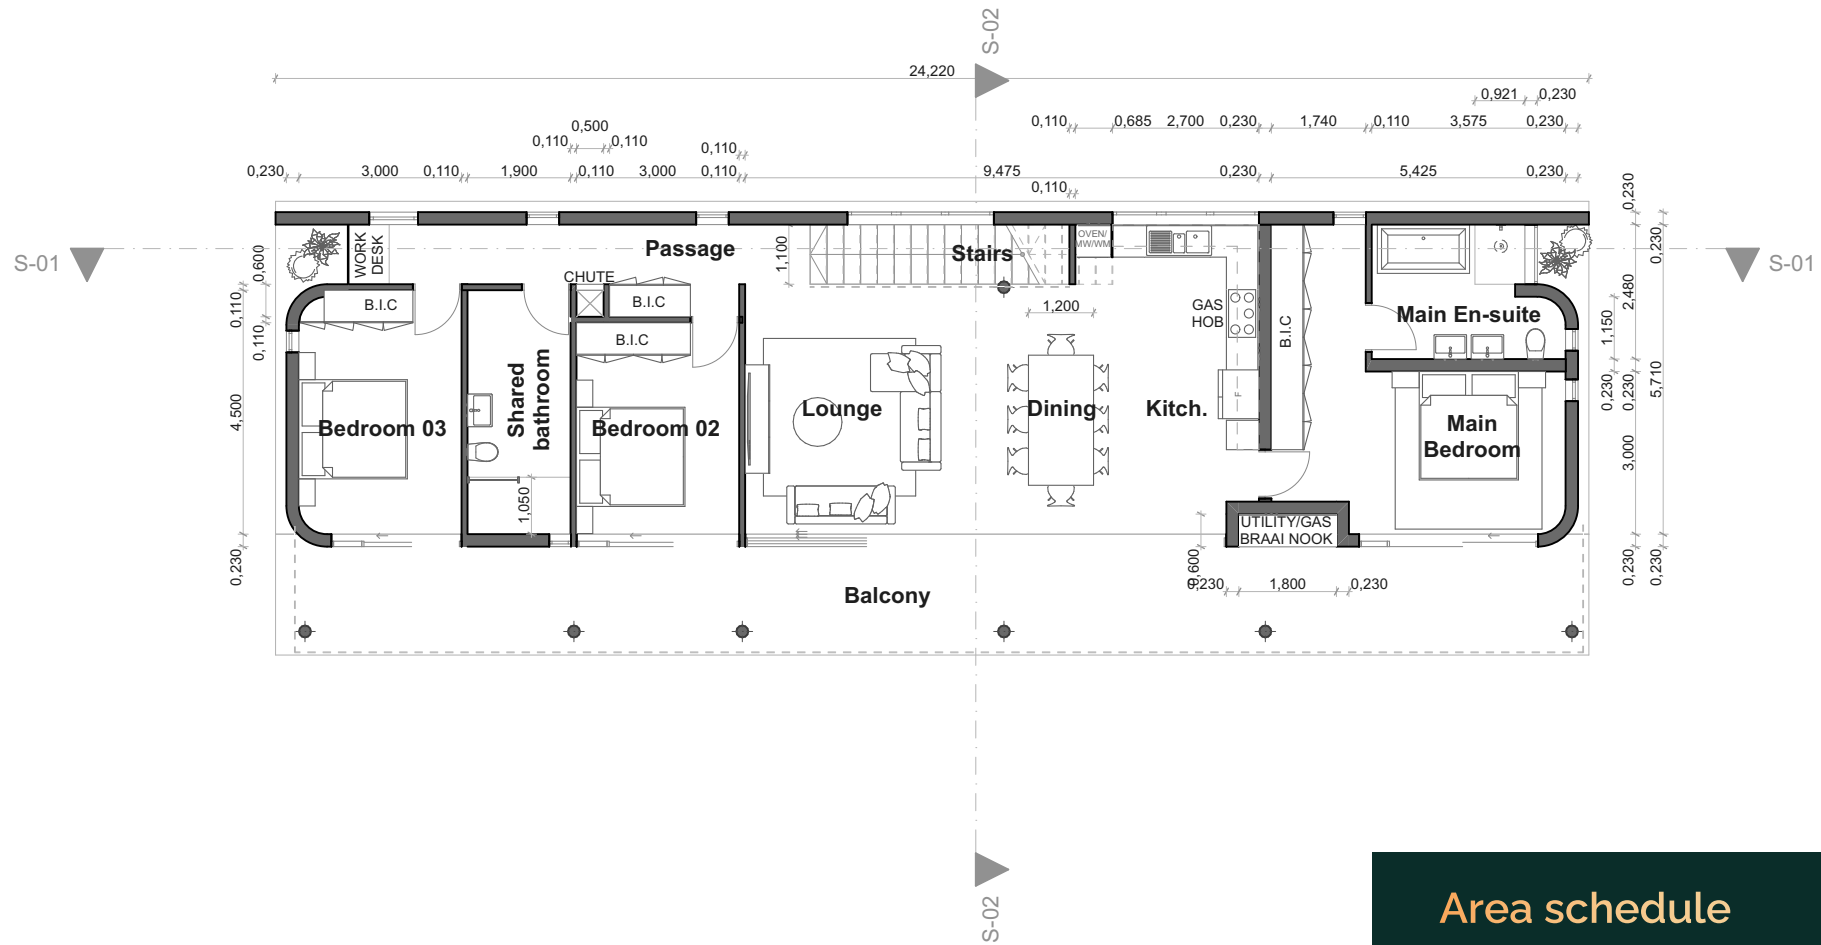 S-02
24,220
0,921 0,230
0,500
0,110 0,685 2,700 0,230 1,740 0,110 3,575 0,230
0,110 0,110
0,110
0,230 3,000 0,110 1,900 0,110 3,000 0,110 9,475 0,230 5,425 0,230
0,110
0,230
S-01
S-01
WORK
DESK
Passage
Stairs
OVEN/
MW/WM
1,100
0,600
0,230
CHUTE
B.I.C
B.I.C
B.I.C
B.I.C
0,110
0,110
1,200
GAS
HOB
Main En-suite
2,480
1,150
5,710
0,230
0,230
4,500
Bedroom 03
Shared
bathroom
Bedroom 02
Lounge
Dining
Kitch.
F
Main
Bedroom
3,000
1,050
UTILITY/GAS
BRAAI NOOK
0,600
0,230
0,230 1,800 0,230
0,230
0,230
Balcony
S-02
Area schedule